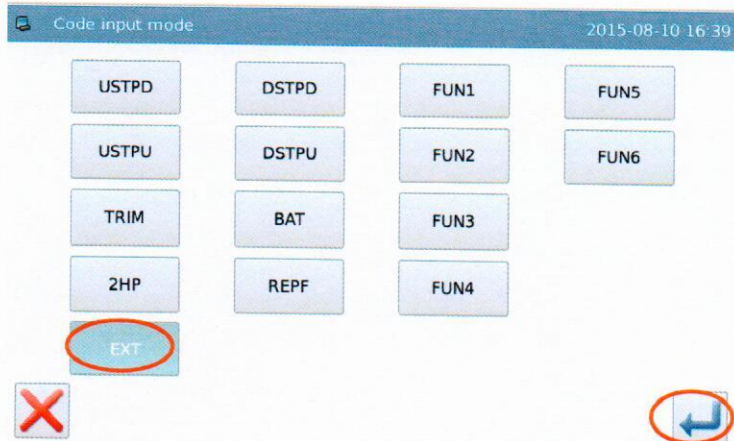 Code input mode 2015-08-10 16:39
USTPD DSTPD FUN1 FUN5
USTPU DSTPU FUN2 FUN6
TRIM BAT FUN3
2HP REPF FUN4
EXT